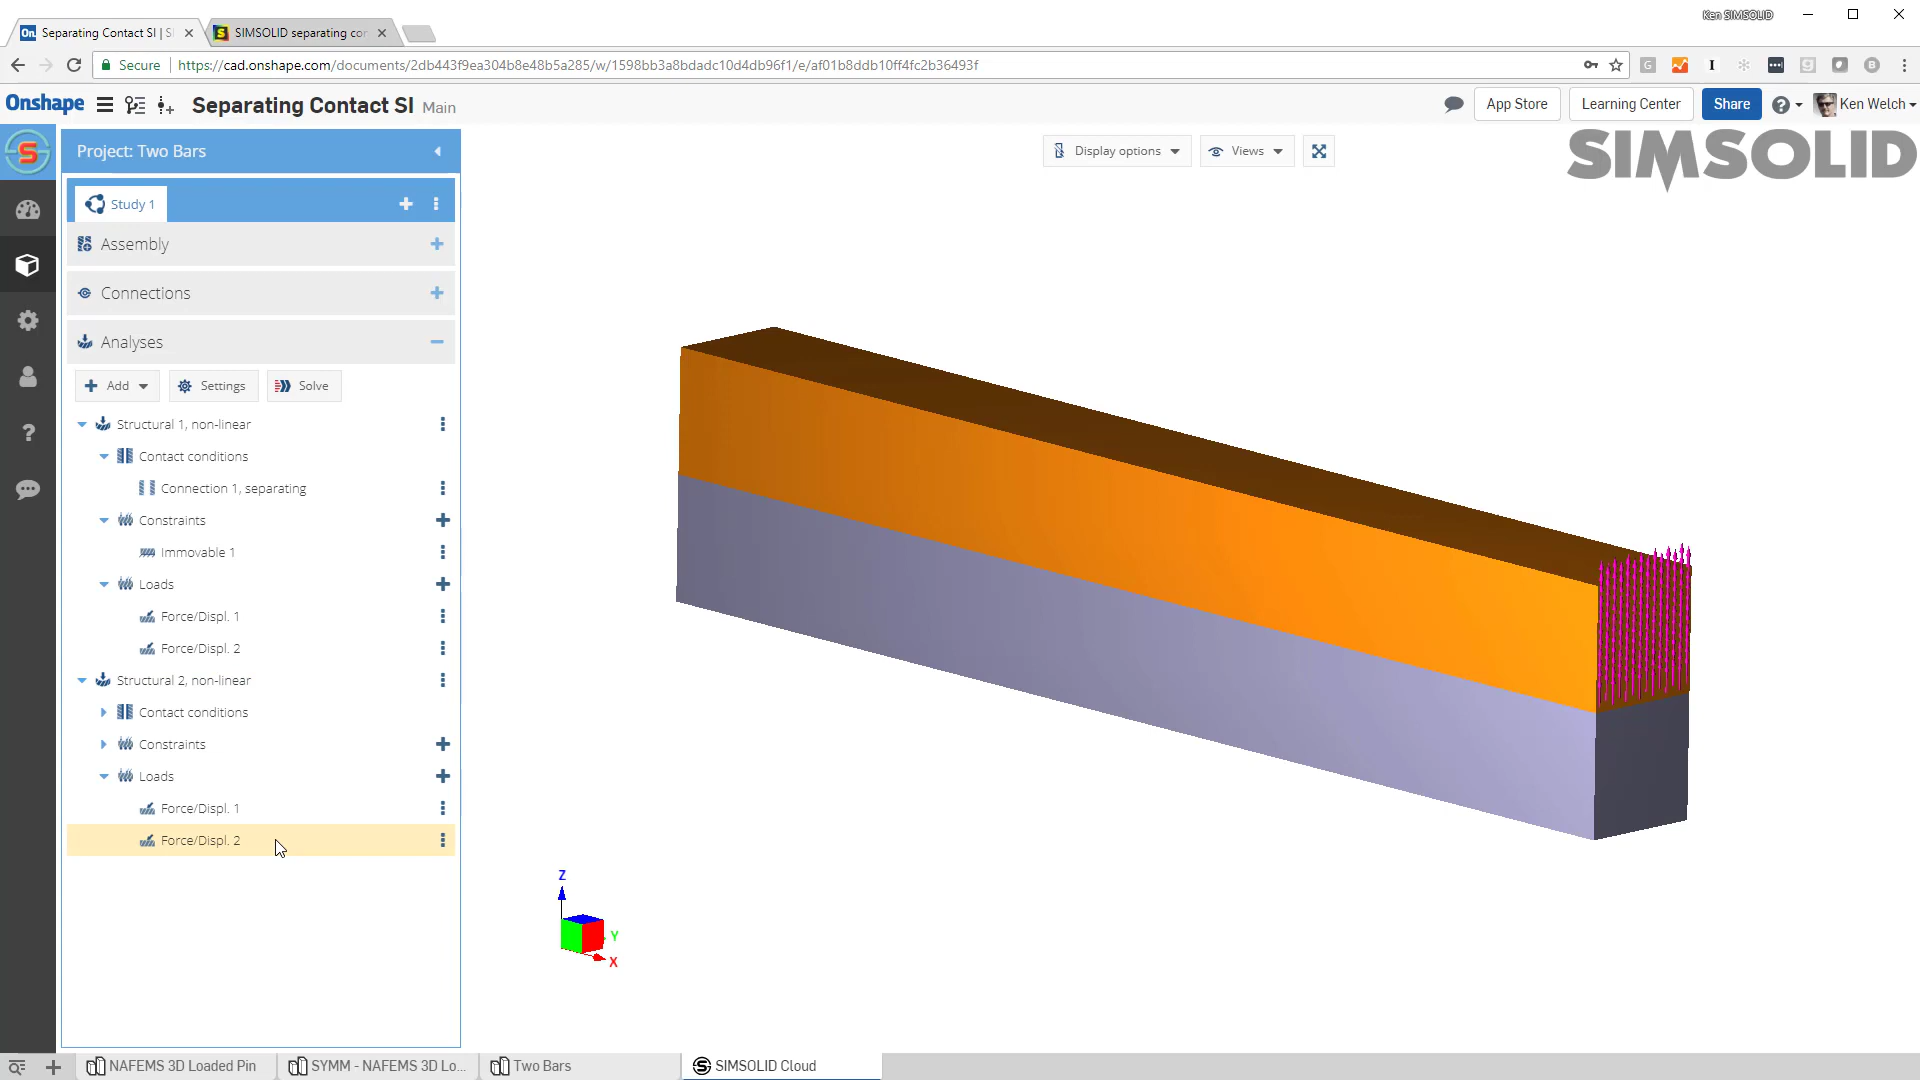 Ken SIMSOLID
Separating Contact SI | S
SIMSOLID separating cor
Secure
https://cad.onshape.com/documents/2db443f9ea304b8e48b5a285/w/1598bb3a8bdadc10d4db96f1/e/af01b8ddb10ff4fc2b36493f
Onshape
Separating Contact SI Main
App Store
Learning Center
Share
Ken Welch
Project: Two Bars
Display options
Views
SIMSOLID
Study 1
Assembly
Connections
Analyses
Add
Settings
Solve
Structural 1, non-linear
Contact conditions
Connection 1, separating
Constraints
Immovable 1
Loads
Force/Displ. 1
Force/Displ. 2
Structural 2, non-linear
Contact conditions
Constraints
Loads
Force/Displ. 1
Force/Displ. 2
Z
Y
X
NAFEMS 3D Loaded Pin
SYMM - NAFEMS 3D Lo...
Two Bars
SIMSOLID Cloud